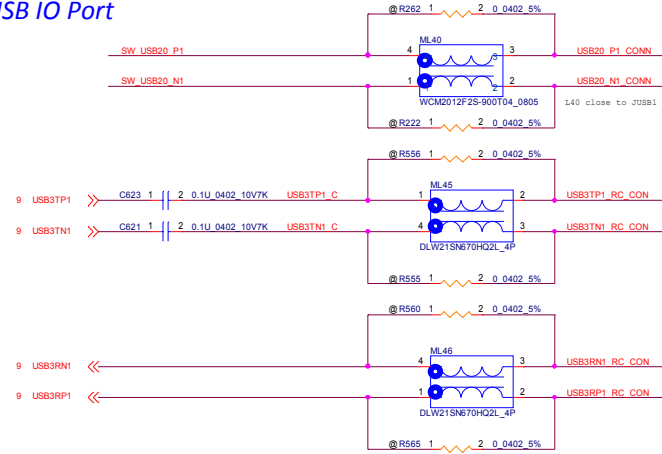 USB IO Port
@ R262 1 2 0_0402_5%
ML40
SW_USB20_P1 4 3 USB20_P1_CONN
3
SW_USB20_N1 1 2 USB20_N1_CONN
2
WCM2012F2S-900T04_0805 L40 close to JUSB1
@ R222 1 2 0_0402_5%
@ R556 1 2 0_0402_5%
ML45
9 USB3TP1 C623 1 2 0.1U_0402_10V7K USB3TP1_C 1 2 USB3TP1_RC_CON
9 USB3TN1 C621 1 2 0.1U_0402_10V7K USB3TN1_C 4 3 USB3TN1_RC_CON
DLW21SN670HQ2L_4P
@ R555 1 2 0_0402_5%
@ R560 1 2 0_0402_5%
ML46
9 USB3RN1 4 3 USB3RN1_RC_CON
9 USB3RP1 1 2 USB3RP1_RC_CON
DLW21SN670HQ2L_4P
@ R565 1 2 0_0402_5%